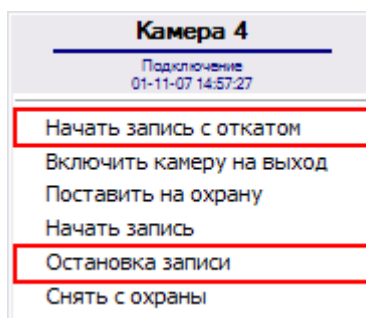 Камера 4
Подключение
01-11-07 14:57:27
Начать запись с откатом
Включить камеру на выход
Поставить на охрану
Начать запись
Остановка записи
Снять с охраны